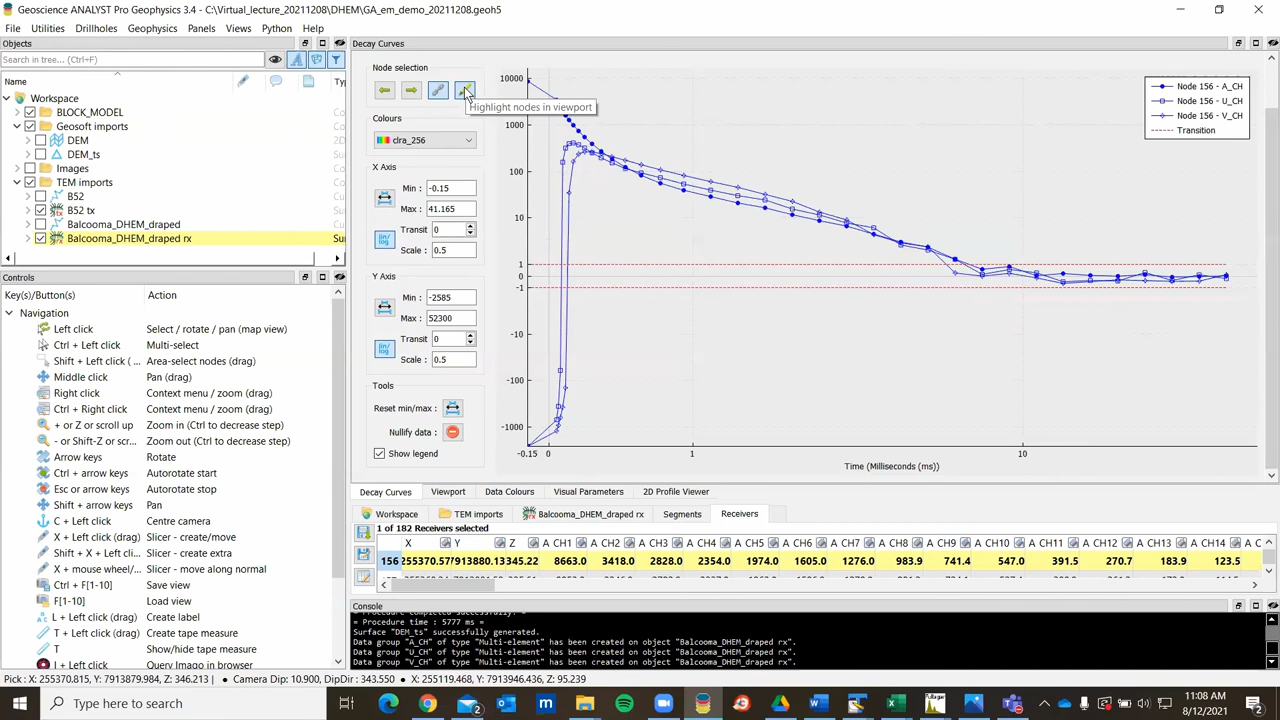 Geoscience ANALYST Pro Geophysics 3.4 - C:\Virtual_lecture_20211208\DHEM\GA_em_demo_20211208.geoh5
File Utilities Drillholes Geophysics Panels Views Python Help
Objects
Search in tree... (Ctrl+F)
Name
Workspace
BLOCK_MODEL
Geosoft imports
DEM
DEM_ts
Images
TEM imports
B52
B52 tx
Balcooma_DHEM_draped
Balcooma_DHEM_draped rx
Controls
Key(s)/Button(s) Action
Navigation
Left click Select / rotate / pan (map view)
Ctrl + Left click Multi-select
Shift + Left click ( ... Area-select nodes (drag)
Middle click Pan (drag)
Right click Context menu / zoom (drag)
Ctrl + Right click Context menu / zoom (drag)
+ or Z or scroll up Zoom in (Ctrl to decrease step)
- or Shift-Z or scr... Zoom out (Ctrl to decrease step)
Arrow keys Rotate
Ctrl + arrow keys Autorotate start
Esc or arrow keys Autorotate stop
Shift + arrow keys Pan
C + Left click Centre camera
X + Left click (drag) Slicer - create/move
Shift + X + Left cli... Slicer - create extra
X + mouse wheel/... Slicer - move along normal
Ctrl + F[1-10] Save view
F[1-10] Load view
L + Left click (drag) Create label
T + Left click (drag) Create tape measure
T Show/hide tape measure
Decay Curves
Node selection
Highlight nodes in viewport
Colours
clra_256
X Axis
Min : -0.15
Max : 41.165
Transit 0
Scale : 0.5
Y Axis
Min : -2585
Max : 52300
Transit 0
Scale : 0.5
Tools
Reset min/max :
Nullify data :
Show legend
10000
1000
100
10
1
0
-1
-10
-100
-1000
-0.15 0 1 10
Time (Milliseconds (ms))
Node 156 - A_CH
Node 156 - U_CH
Node 156 - V_CH
Transition
Decay Curves Viewport Data Colours Visual Parameters 2D Profile Viewer
Workspace TEM imports Balcooma_DHEM_draped rx Segments Receivers
1 of 182 Receivers selected
X Y Z A CH1 A CH2 A CH3 A CH4 A CH5 A CH6 A CH7 A CH8 A CH9 A CH10 A CH11 A CH12 A CH13 A CH14 A C
156 255370.577913880.13345.22 8663.0 3418.0 2828.0 2354.0 1974.0 1605.0 1276.0 983.9 741.4 547.0 391.5 270.7 183.9 123.5
Console
= Procedure time : 5777 ms =
Surface "DEM_ts" successfully generated.
Data group "A_CH" of type "Multi-element" has been created on object "Balcooma_DHEM_draped rx".
Data group "U_CH" of type "Multi-element" has been created on object "Balcooma_DHEM_draped rx".
Data group "V_CH" of type "Multi-element" has been created on object "Balcooma_DHEM_draped rx".
Pick : X: 255370.815, Y: 7913879.984, Z: 346.213 | Camera Dip: 10.900, DipDir: 343.550 X: 255119.468 Y: 7913946.436 Z: 95.239
Type here to search
11:08 AM
8/12/2021